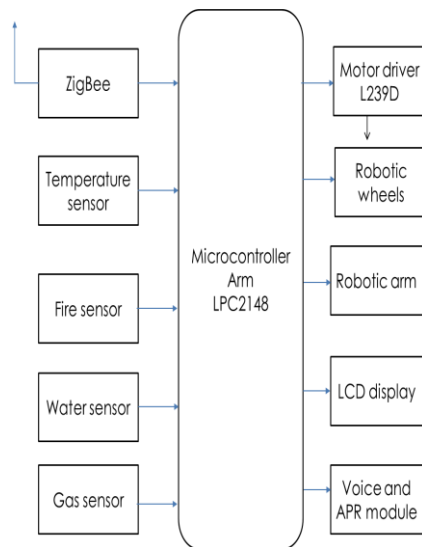 ZigBee
Temperature
sensor
Fire sensor
Water sensor
Gas sensor
Microcontroller
Arm
LPC2148
Motor driver
L239D
Robotic
wheels
Robotic arm
LCD display
Voice and
APR module